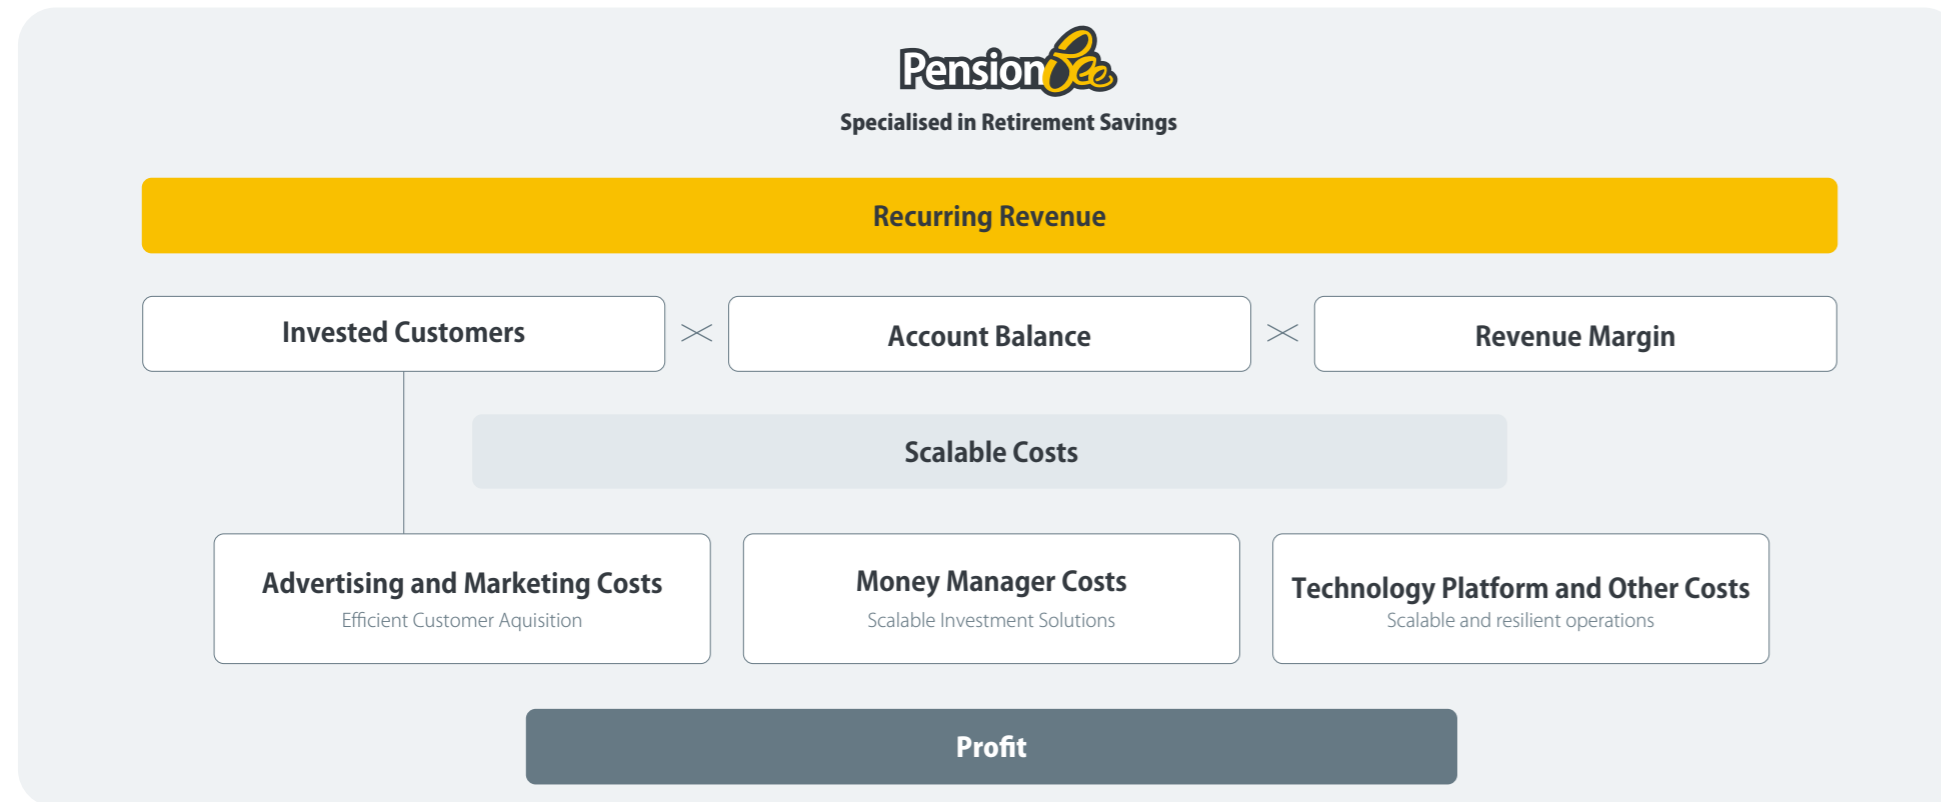 PensionBee
Specialised in Retirement Savings
Recurring Revenue
Invested Customers
Account Balance
Revenue Margin
Scalable Costs
Advertising and Marketing Costs
Efficient Customer Aquisition
Money Manager Costs
Scalable Investment Solutions
Technology Platform and Other Costs
Scalable and resilient operations
Profit